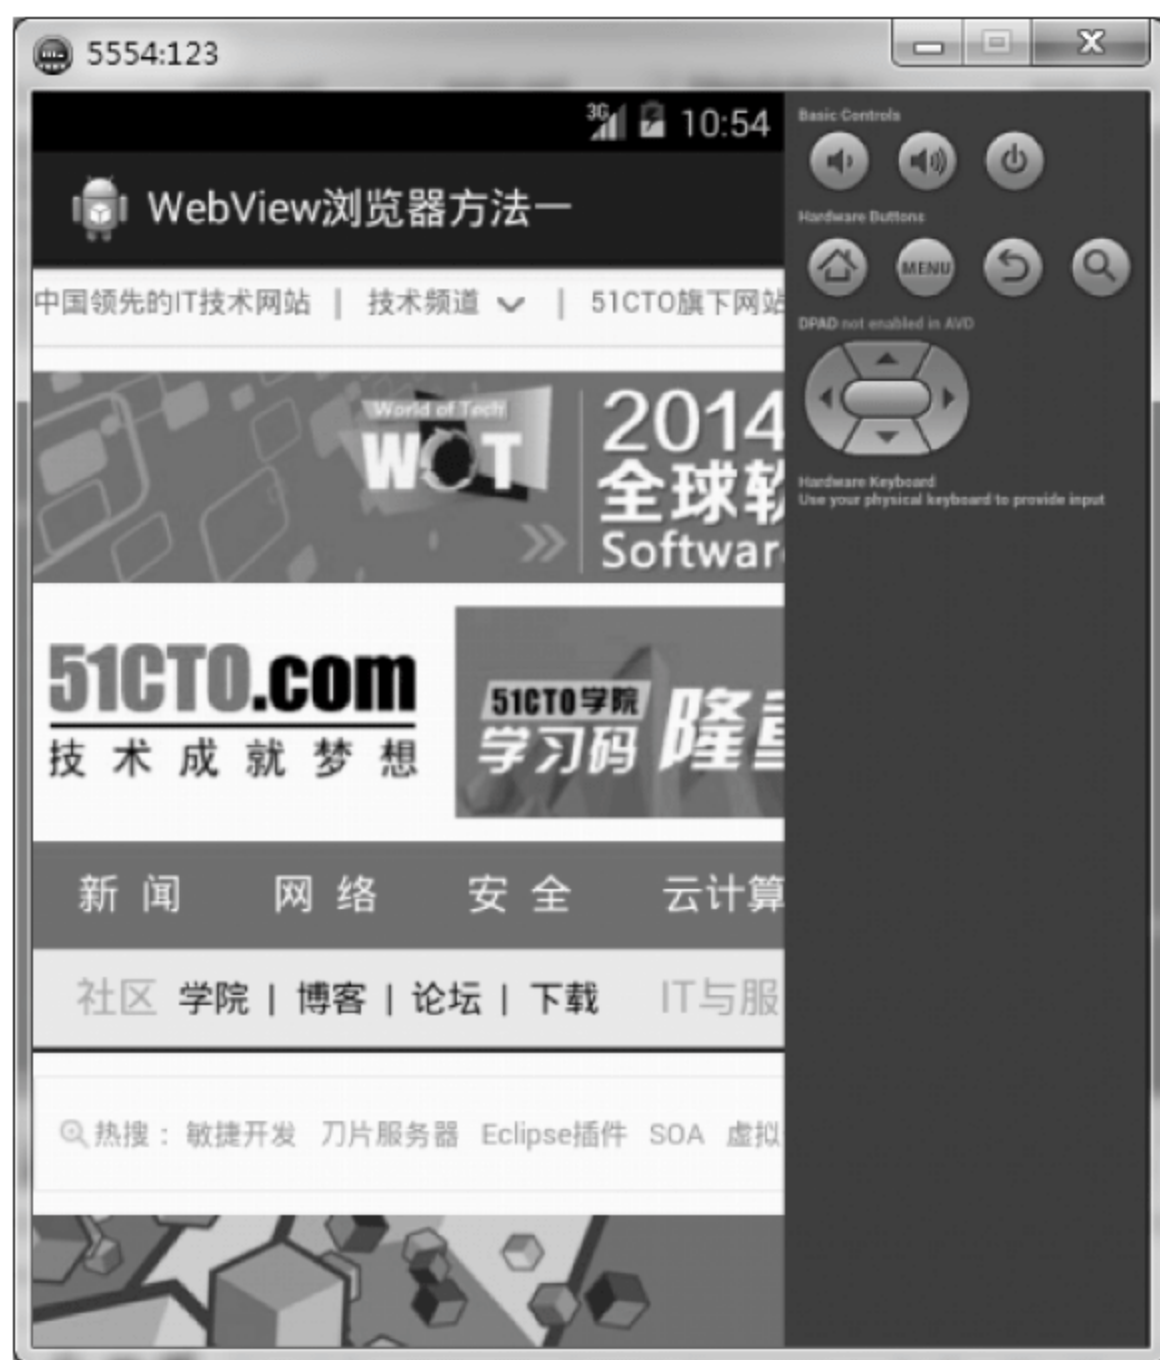 5554:123
3G 10:54
WebView浏览器方法一
中国领先的IT技术网站 | 技术频道 | 51CTO旗下网站
World of Tech
WOT
2014
全球软
Software
51CTO.com
技术成就梦想
51CTO学院
学习码
隆重
新闻 网络 安全 云计算
社区 学院 | 博客 | 论坛 | 下载 IT与服
热搜： 敏捷开发 刀片服务器 Eclipse插件 SOA 虚拟
Basic Controls
Hardware Buttons
MENU
DPAD not enabled in AVD
Hardware Keyboard
Use your physical keyboard to provide input